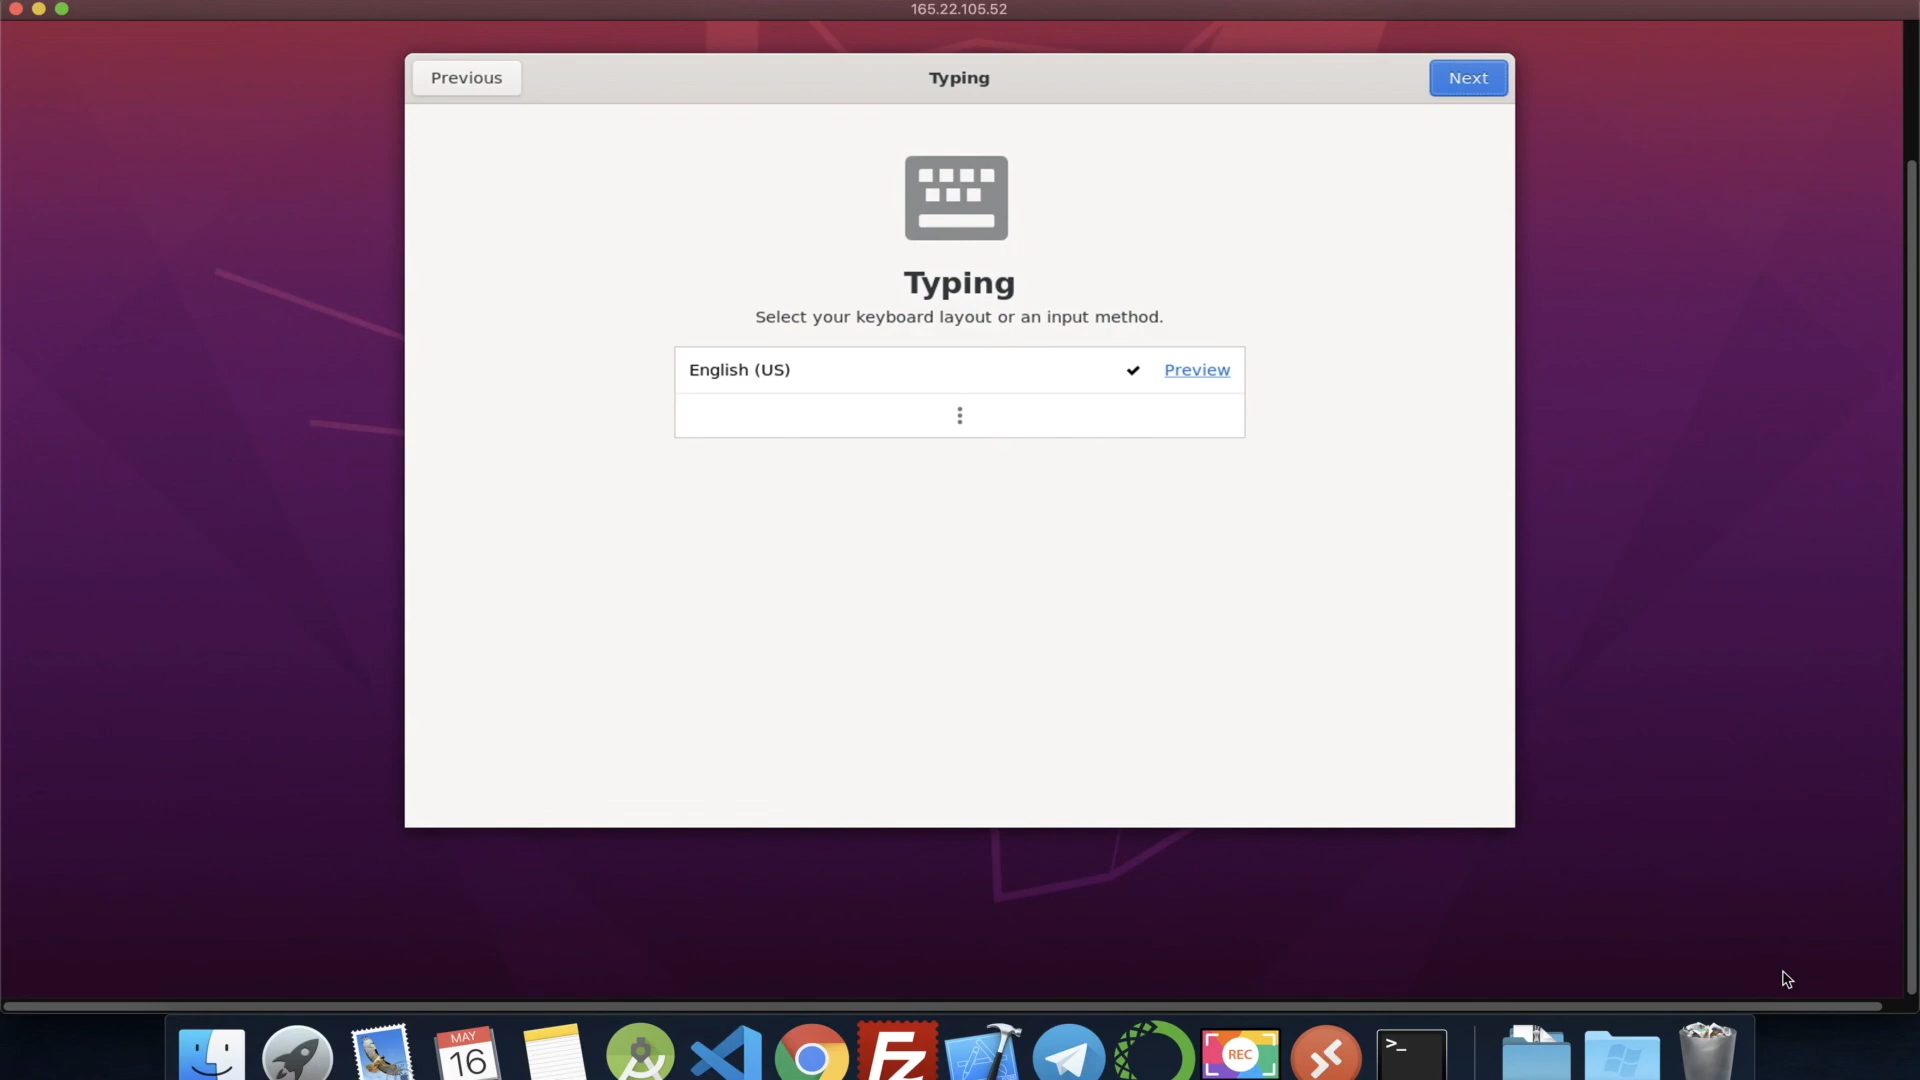 165.22.105.52
Previous
Typing
Next
Typing
Select your keyboard layout or an input method.
English (US) Preview
MAY
16
Fz
REC
>_